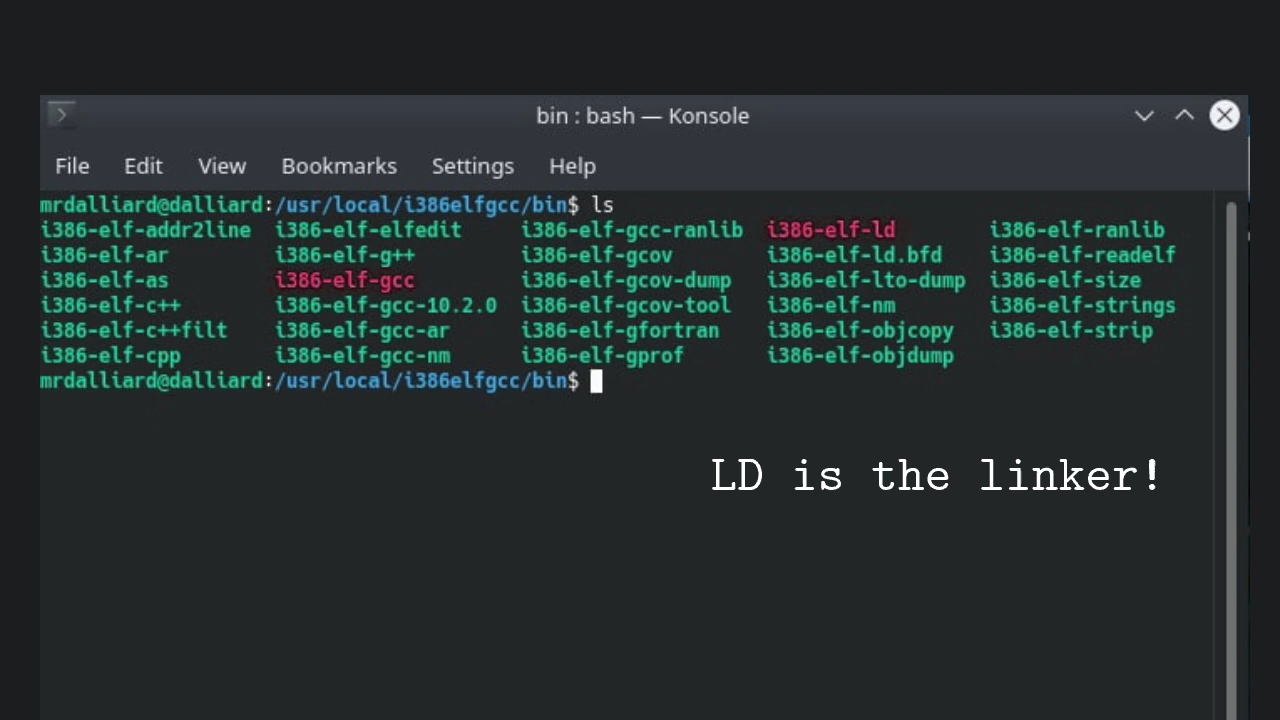 bin : bash — Konsole
File Edit View Bookmarks Settings Help
mrdalliard@dalliard:/usr/local/i386elfgcc/bin$ ls
i386-elf-addr2line i386-elf-elfedit i386-elf-gcc-ranlib i386-elf-ld i386-elf-ranlib
i386-elf-ar i386-elf-g++ i386-elf-gcov i386-elf-ld.bfd i386-elf-readelf
i386-elf-as i386-elf-gcc i386-elf-gcov-dump i386-elf-lto-dump i386-elf-size
i386-elf-c++ i386-elf-gcc-10.2.0 i386-elf-gcov-tool i386-elf-nm i386-elf-strings
i386-elf-c++filt i386-elf-gcc-ar i386-elf-gfortran i386-elf-objcopy i386-elf-strip
i386-elf-cpp i386-elf-gcc-nm i386-elf-gprof i386-elf-objdump
mrdalliard@dalliard:/usr/local/i386elfgcc/bin$
LD is the linker!